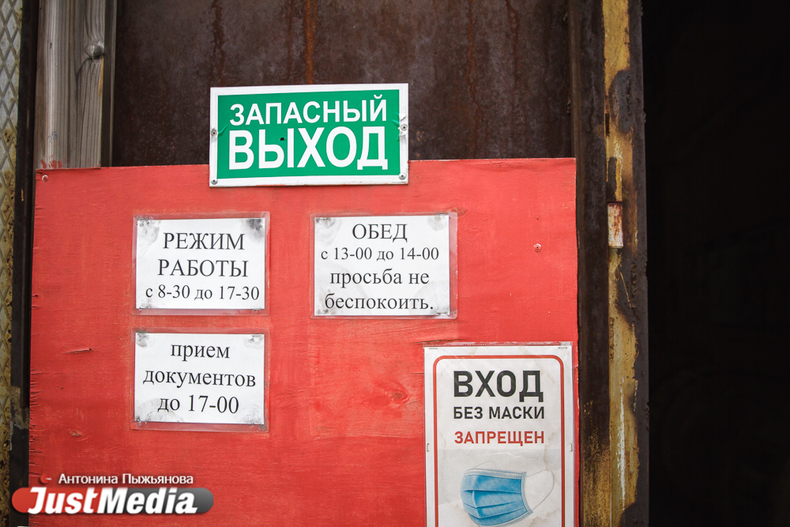 ЗАПАСНЫЙ
ВЫХОД
РЕЖИМ
РАБОТЫ
с 8-30 до 17-30
ОБЕД
с 13-00 до 14-00
просьба не
беспокоить.
прием
документов
до 17-00
ВХОД
БЕЗ МАСКИ
ЗАПРЕЩЕН
Антонина Пыжьянова
JUSTMEDIA